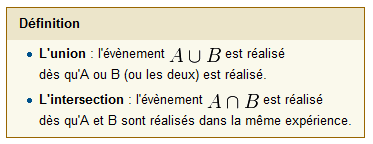 Définition
L'union : l'évènement A ∪ B est réalisé
dès qu'A ou B (ou les deux) est réalisé.
L'intersection : l'évènement A ∩ B est réalisé
dès qu'A et B sont réalisés dans la même expérience.